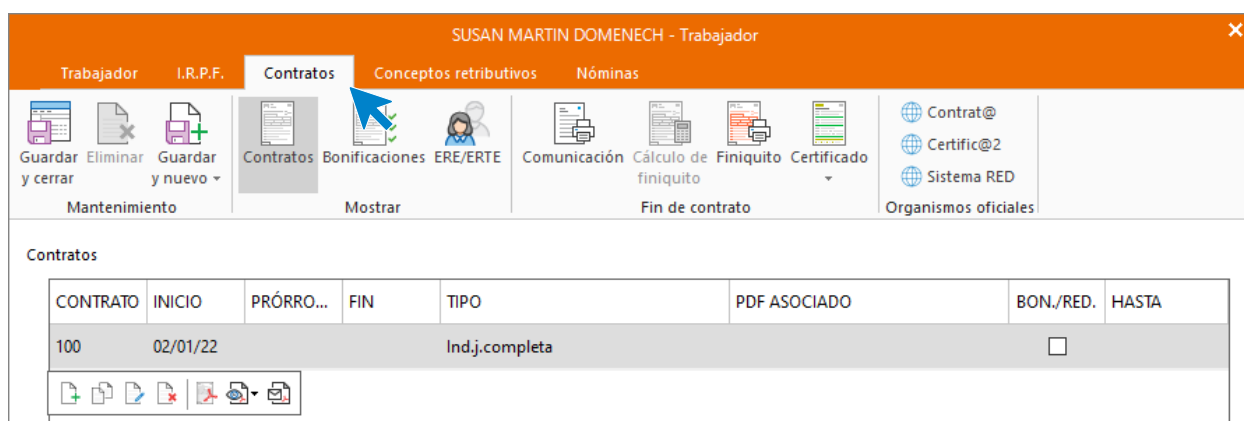 SUSAN MARTIN DOMENECH - Trabajador
Trabajador I.R.P.F. Contratos Conceptos retributivos Nóminas
Guardar y cerrar
Eliminar
Guardar y nuevo
Mantenimiento
Contratos
Bonificaciones
ERE/ERTE
Mostrar
Comunicación
Cálculo de finiquito
Finiquito
Certificado
Fin de contrato
Contrat@
Certific@2
Sistema RED
Organismos oficiales
Contratos
CONTRATO INICIO PRÓRRO... FIN TIPO PDF ASOCIADO BON./RED. HASTA
100 02/01/22 Ind.j.completa